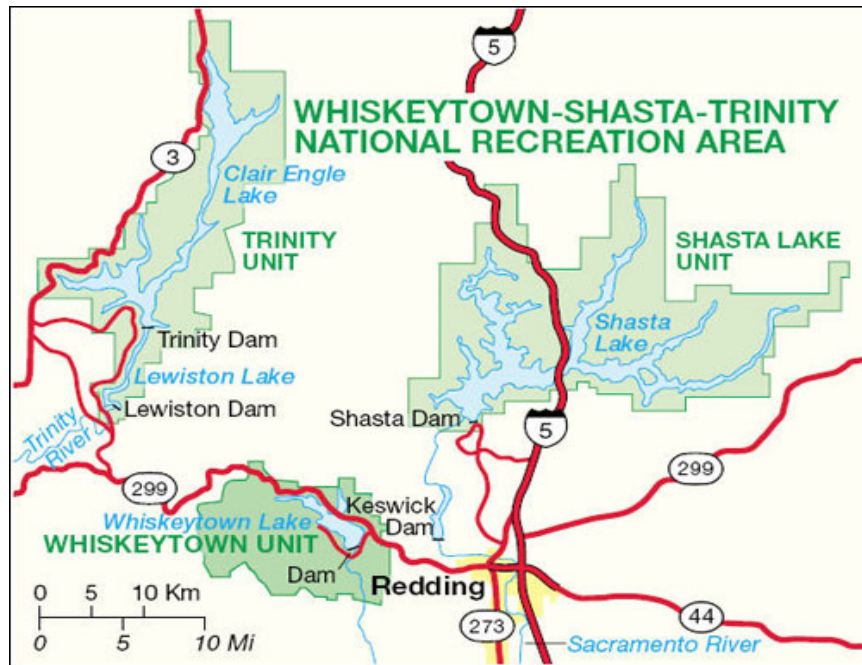 5
WHISKEYTOWN-SHASTA-TRINITY
NATIONAL RECREATION AREA
3
Clair Engle
Lake
TRINITY
UNIT
SHASTA LAKE
UNIT
Trinity Dam
Shasta
Lake
Lewiston Lake
Lewiston Dam
Shasta Dam
5
Trinity
River
299
299
Keswick
Dam
Whiskeytown Lake
WHISKEYTOWN UNIT
Dam
Redding
0 5 10 Km
0 5 10 Mi
273
44
Sacramento River